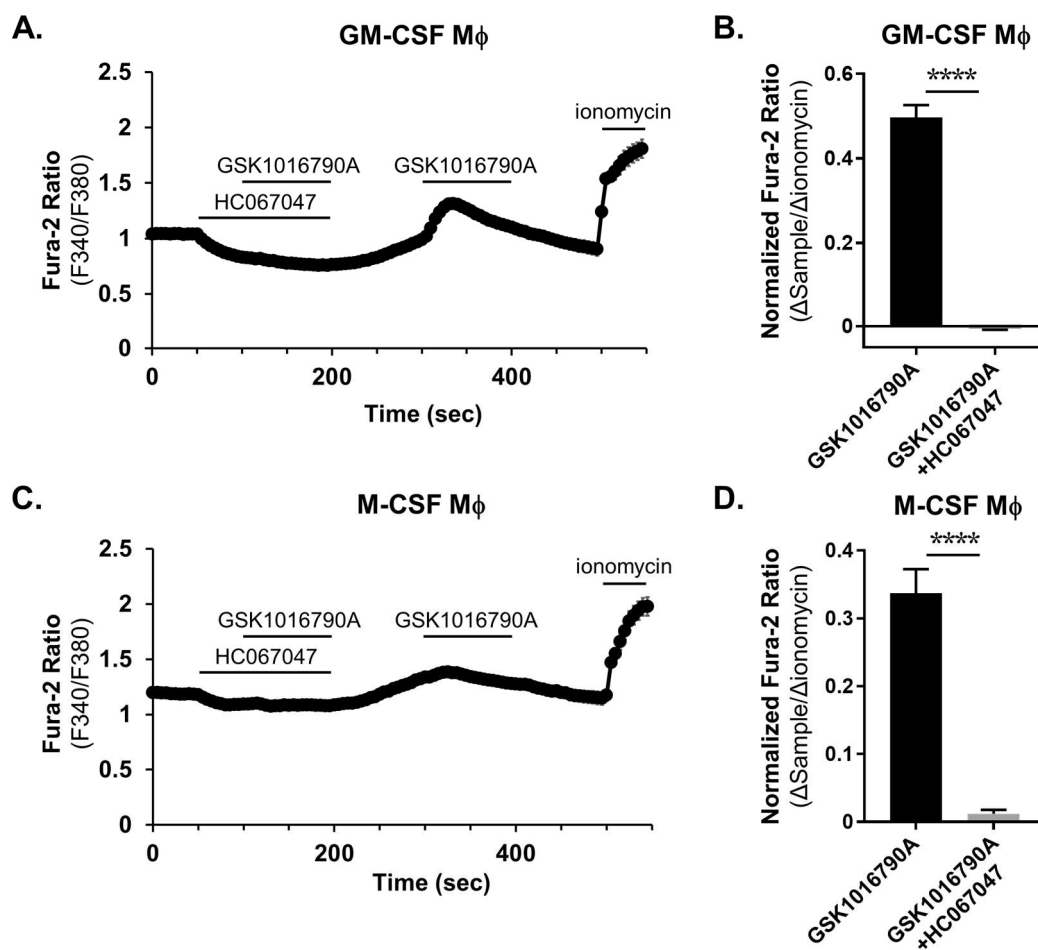 A.
GM-CSF Mϕ
Fura-2 Ratio
(F340/F380)
2.5
2
1.5
1
0.5
0
ionomycin
GSK1016790A
GSK1016790A
HC067047
0
200
400
Time (sec)
B.
GM-CSF Mϕ
Normalized Fura-2 Ratio
(ΔSample/Δionomycin)
0.6
0.4
0.2
0
****
GSK1016790A
GSK1016790A
+HC067047
C.
M-CSF Mϕ
Fura-2 Ratio
(F340/F380)
2.5
2
1.5
1
0.5
0
ionomycin
GSK1016790A
GSK1016790A
HC067047
0
200
400
Time (sec)
D.
M-CSF Mϕ
Normalized Fura-2 Ratio
(ΔSample/Δionomycin)
0.4
0.3
0.2
0.1
0
****
GSK1016790A
GSK1016790A
+HC067047